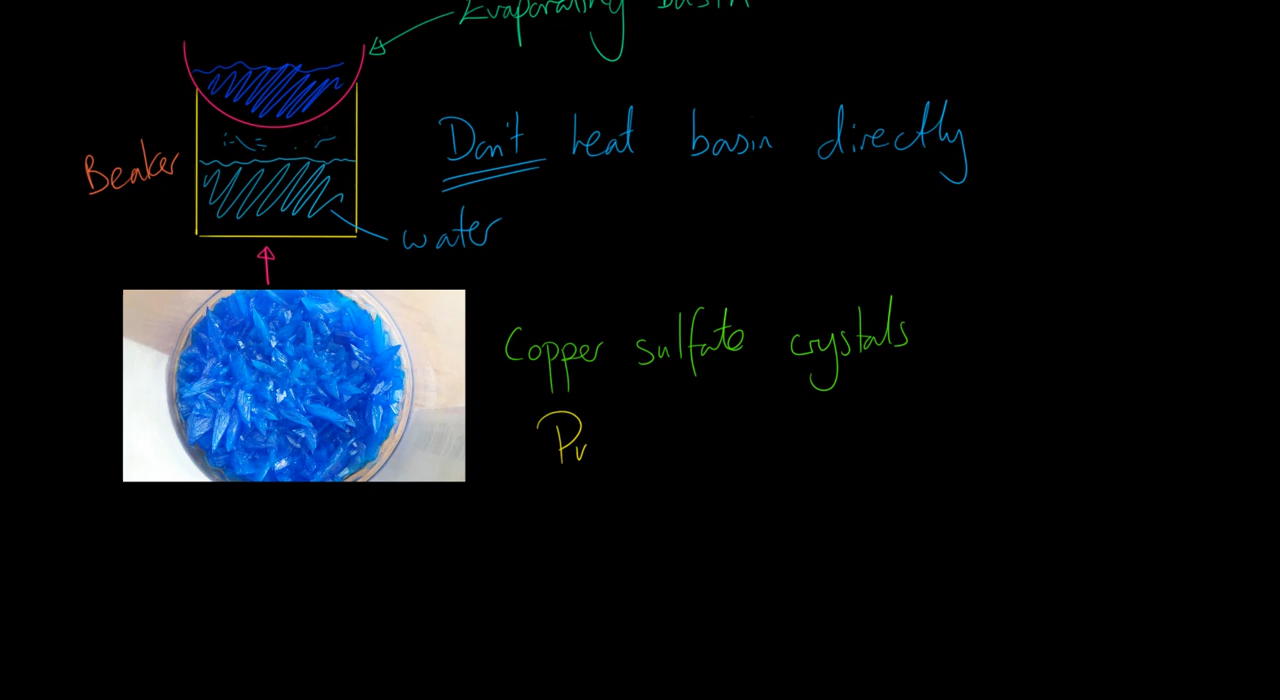 Evaporating Basin
Don't heat basin directly
Beaker
water
Copper sulfate crystals
Pr